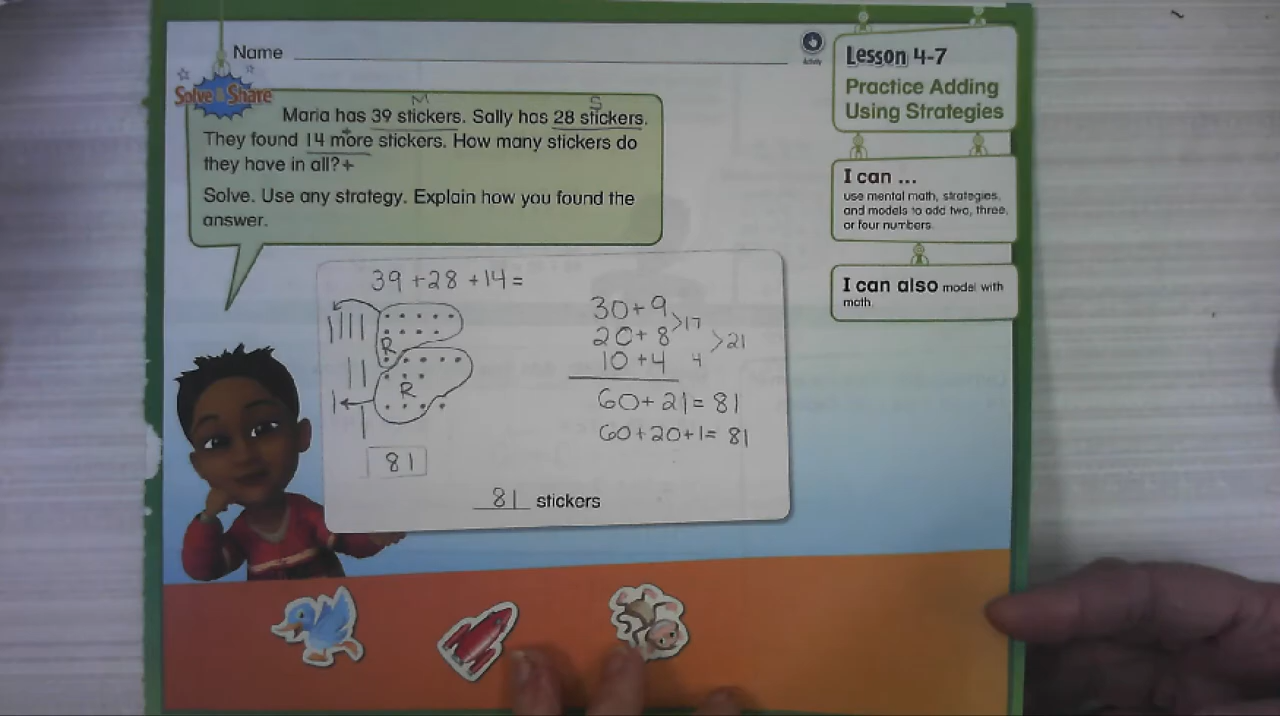 Name
Activity
Lesson 4-7
Practice Adding
Using Strategies
Solve & Share
M
S
Maria has 39 stickers. Sally has 28 stickers.
They found 14 more stickers. How many stickers do
they have in all? +
Solve. Use any strategy. Explain how you found the
answer.
I can ...
use mental math, strategies,
and models to add two, three,
or four numbers.
I can also model with
math.
39 + 28 + 14 =
R
R
81
30 + 9
20 + 8 > 17
10 + 4 4 > 21
60 + 21 = 81
60 + 20 + 1 = 81
81 stickers